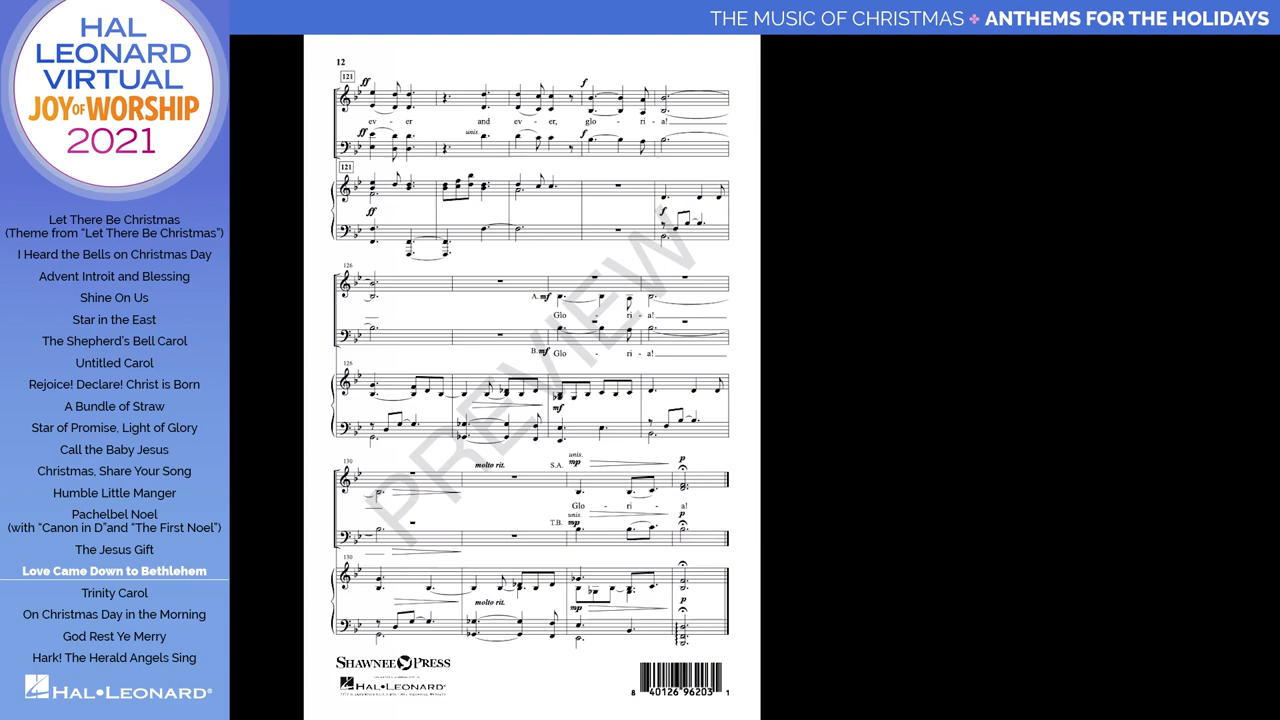 THE MUSIC OF CHRISTMAS ✤ ANTHEMS FOR THE HOLIDAYS
HAL
LEONARD
VIRTUAL
JOY OF WORSHIP
2021
Let There Be Christmas
(Theme from “Let There Be Christmas”)
I Heard the Bells on Christmas Day
Advent Introit and Blessing
Shine On Us
Star in the East
The Shepherd’s Bell Carol
Untitled Carol
Rejoice! Declare! Christ is Born
A Bundle of Straw
Star of Promise, Light of Glory
Call the Baby Jesus
Christmas, Share Your Song
Humble Little Manger
Pachelbel Noel
(with “Canon in D”and “The First Noel”)
The Jesus Gift
Love Came Down to Bethlehem
Trinity Carol
On Christmas Day in the Morning
God Rest Ye Merry
Hark! The Herald Angels Sing
HAL•LEONARD®
12
121
ff
f
ev - er and ev - er, glo - ri - a!
ff
unis.
f
121
ff
f
126
A. mf
Glo - ri - a!
B. mf
Glo - ri - a!
126
mf
PREVIEW
130
molto rit.
S.A.
unis.
mp
p
Glo - ri - a!
T.B.
unis.
mp
p
130
molto rit.
mp
p
SHAWNEE PRESS
HAL•LEONARD®
8 40126 96203 1